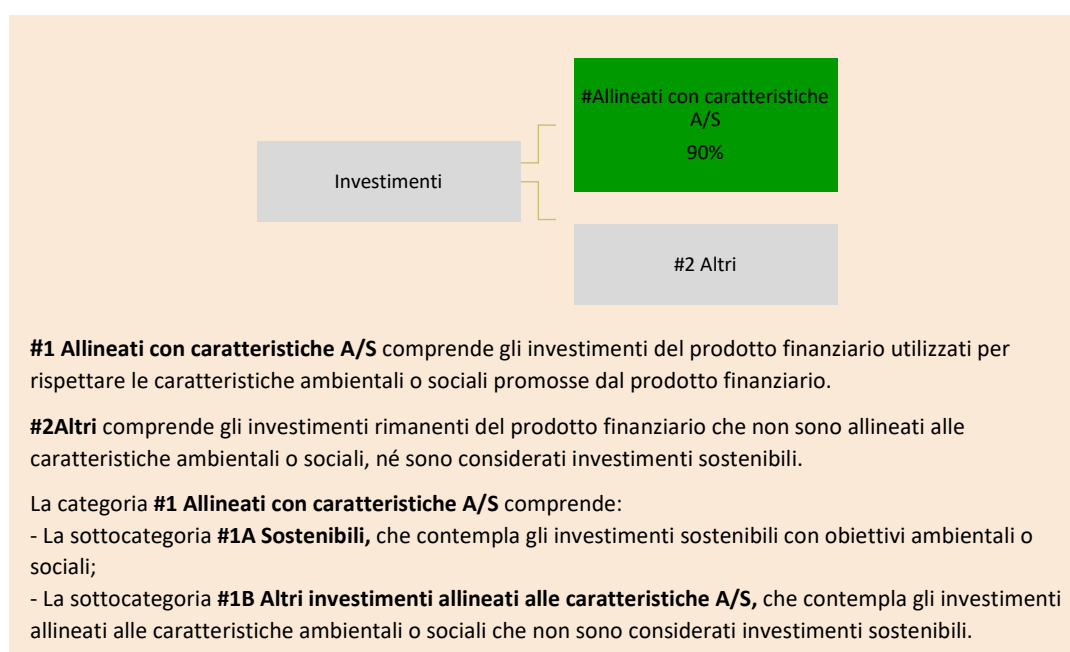 #Allineati con caratteristiche
A/S
90%
Investimenti
#2 Altri
#1 Allineati con caratteristiche A/S comprende gli investimenti del prodotto finanziario utilizzati per
rispettare le caratteristiche ambientali o sociali promosse dal prodotto finanziario.
#2Altri comprende gli investimenti rimanenti del prodotto finanziario che non sono allineati alle
caratteristiche ambientali o sociali, né sono considerati investimenti sostenibili.
La categoria #1 Allineati con caratteristiche A/S comprende:
- La sottocategoria #1A Sostenibili, che contempla gli investimenti sostenibili con obiettivi ambientali o
sociali;
- La sottocategoria #1B Altri investimenti allineati alle caratteristiche A/S, che contempla gli investimenti
allineati alle caratteristiche ambientali o sociali che non sono considerati investimenti sostenibili.